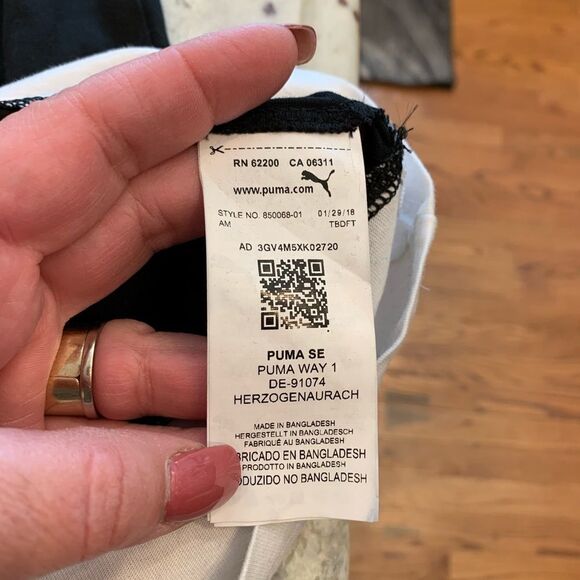 RN 62200 CA 06311
www.puma.com
STYLE NO. 850068-01 01/29/18
AM TBDFT
AD 3GV4M5XK02720
PUMA SE
PUMA WAY 1
DE-91074
HERZOGENAURACH
MADE IN BANGLADESH
HERGESTELLT IN BANGLADESCH
FABRIQUÉ AU BANGLADESH
BRICADO EN BANGLADESH
PRODOTTO IN BANGLADESH
ODUZIDO NO BANGLADESH